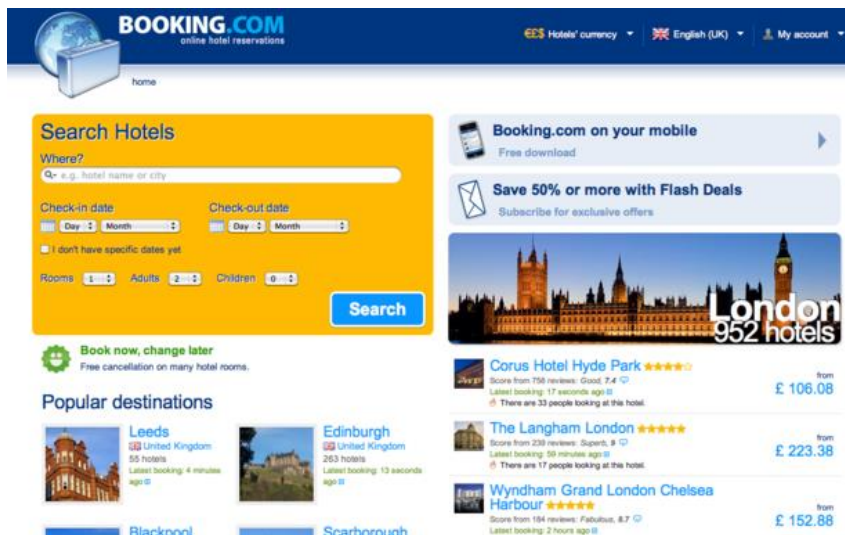 BOOKING.COM
online hotel reservations
€£$ Hotels' currency
English (UK)
My account
home
Search Hotels
Where?
e.g. hotel name or city
Check-in date
Check-out date
Day
Month
Day
Month
I don't have specific dates yet
Rooms 1 Adults 2 Children 0
Search
Book now, change later
Free cancellation on many hotel rooms.
Popular destinations
Leeds
United Kingdom
55 hotels
Latest booking: 4 minutes
ago
Edinburgh
United Kingdom
263 hotels
Latest booking: 13 seconds
ago
Blackpool
Scarborough
Booking.com on your mobile
Free download
Save 50% or more with Flash Deals
Subscribe for exclusive offers
London
952 hotels
Corus Hotel Hyde Park
Score from 758 reviews: Good, 7.4
Latest booking: 17 seconds ago
There are 33 people looking at this hotel.
from
£ 106.08
The Langham London
Score from 239 reviews: Superb, 9
Latest booking: 59 minutes ago
There are 17 people looking at this hotel.
from
£ 223.38
Wyndham Grand London Chelsea
Harbour
Score from 184 reviews: Fabulous, 8.7
Latest booking: 2 hours ago
from
£ 152.88